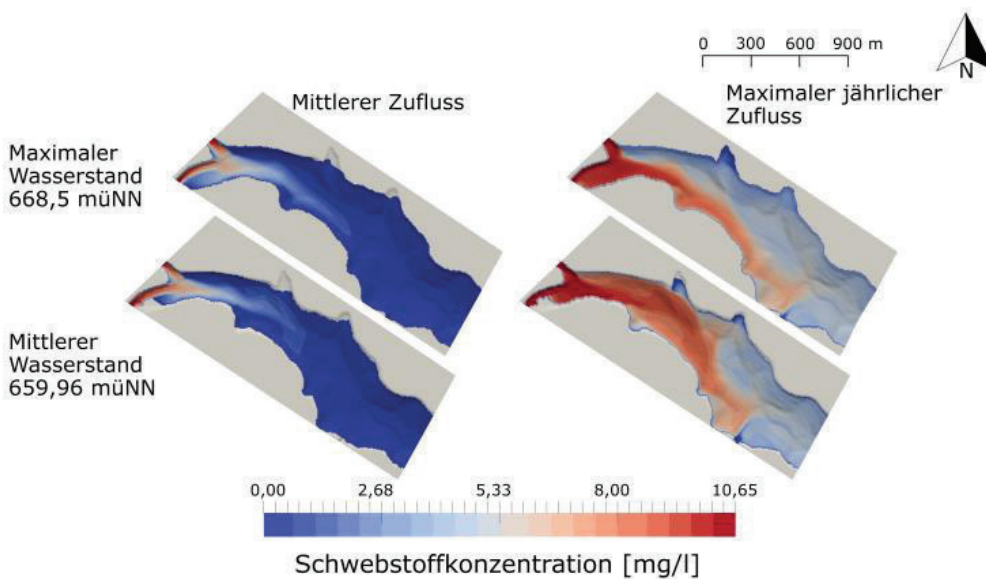 0 300 600 900 m
N
Mittlerer Zufluss
Maximaler jährlicher
Zufluss
Maximaler
Wasserstand
668,5 müNN
Mittlerer
Wasserstand
659,96 müNN
0,00 2,68 5,33 8,00 10,65
Schwebstoffkonzentration [mg/l]